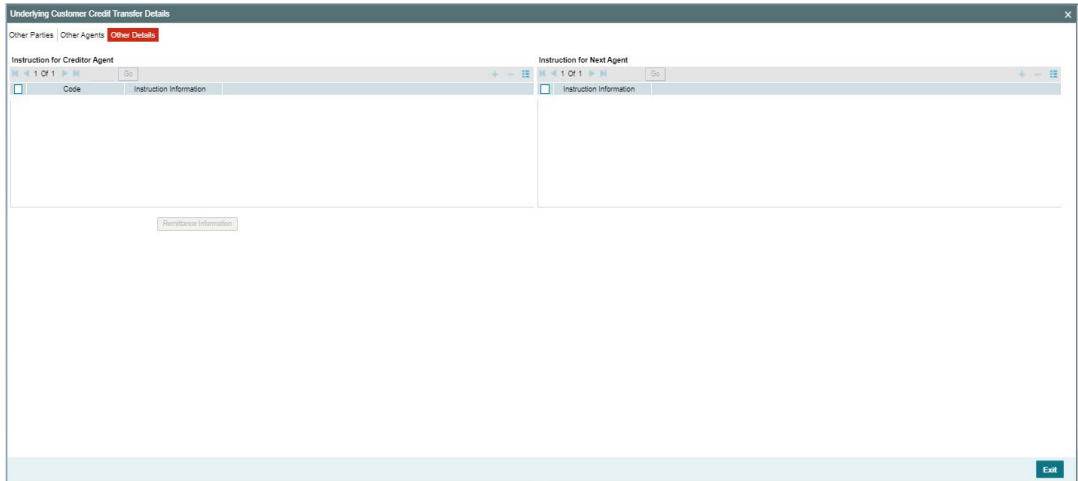 Underlying Customer Credit Transfer Details
Other Parties Other Agents Other Details
Instruction for Creditor Agent
1 Of 1 Go
Code Instruction Information
Instruction for Next Agent
1 Of 1 Go
Instruction Information
Remittance Information
Exit